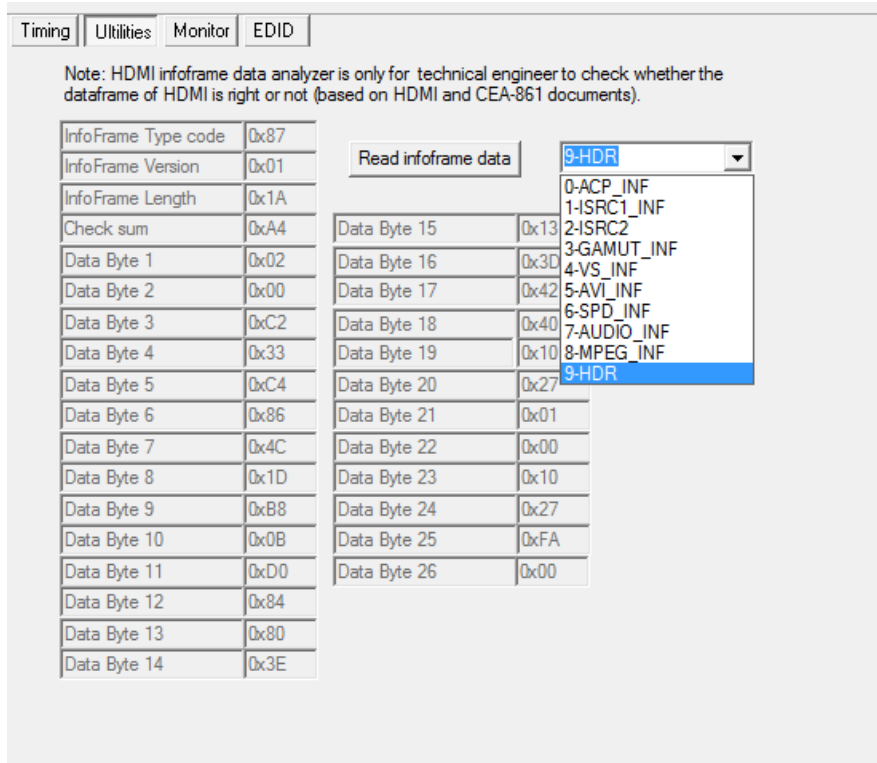 Timing Ultilities Monitor EDID
Note: HDMI infoframe data analyzer is only for technical engineer to check whether the
dataframe of HDMI is right or not (based on HDMI and CEA-861 documents).
InfoFrame Type code 0x87
InfoFrame Version 0x01
InfoFrame Length 0x1A
Check sum 0xA4
Data Byte 1 0x02
Data Byte 2 0x00
Data Byte 3 0xC2
Data Byte 4 0x33
Data Byte 5 0xC4
Data Byte 6 0x86
Data Byte 7 0x4C
Data Byte 8 0x1D
Data Byte 9 0xB8
Data Byte 10 0x0B
Data Byte 11 0xD0
Data Byte 12 0x84
Data Byte 13 0x80
Data Byte 14 0x3E
Read infoframe data
Data Byte 15 0x13
Data Byte 16 0x3D
Data Byte 17 0x42
Data Byte 18 0x40
Data Byte 19 0x10
Data Byte 20 0x27
Data Byte 21 0x01
Data Byte 22 0x00
Data Byte 23 0x10
Data Byte 24 0x27
Data Byte 25 0xFA
Data Byte 26 0x00
9-HDR
0-ACP_INF
1-ISRC1_INF
2-ISRC2
3-GAMUT_INF
4-VS_INF
5-AVI_INF
6-SPD_INF
7-AUDIO_INF
8-MPEG_INF
9-HDR